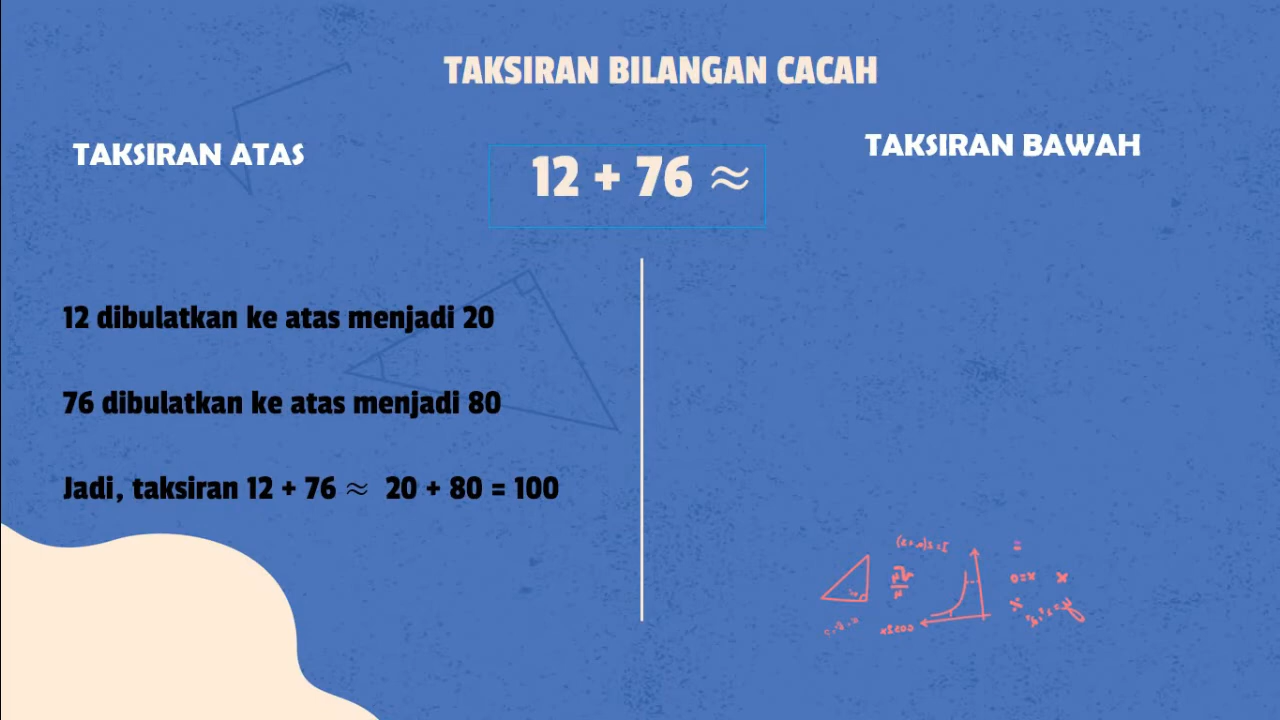 TAKSIRAN BILANGAN CACAH
TAKSIRAN ATAS
12 + 76 ≈
TAKSIRAN BAWAH
12 dibulatkan ke atas menjadi 20
76 dibulatkan ke atas menjadi 80
Jadi, taksiran 12 + 76 ≈ 20 + 80 = 100